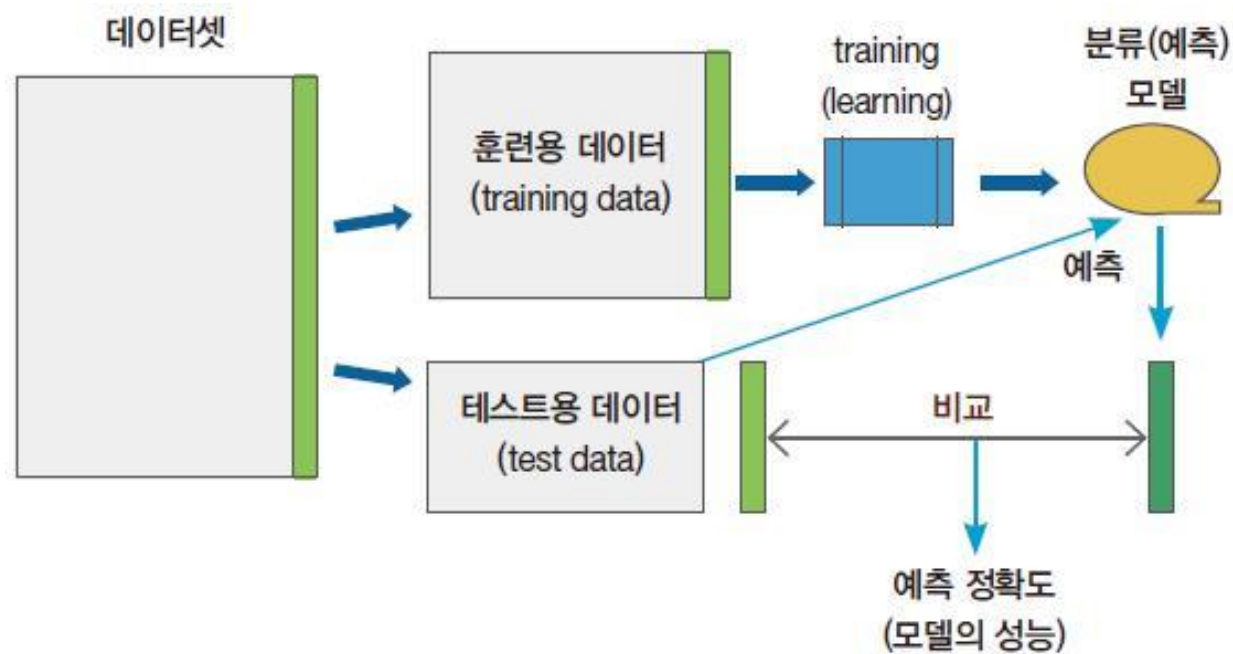 데이터셋
훈련용 데이터
(training data)
training
(learning)
분류(예측)
모델
예측
테스트용 데이터
(test data)
비교
예측 정확도
(모델의 성능)